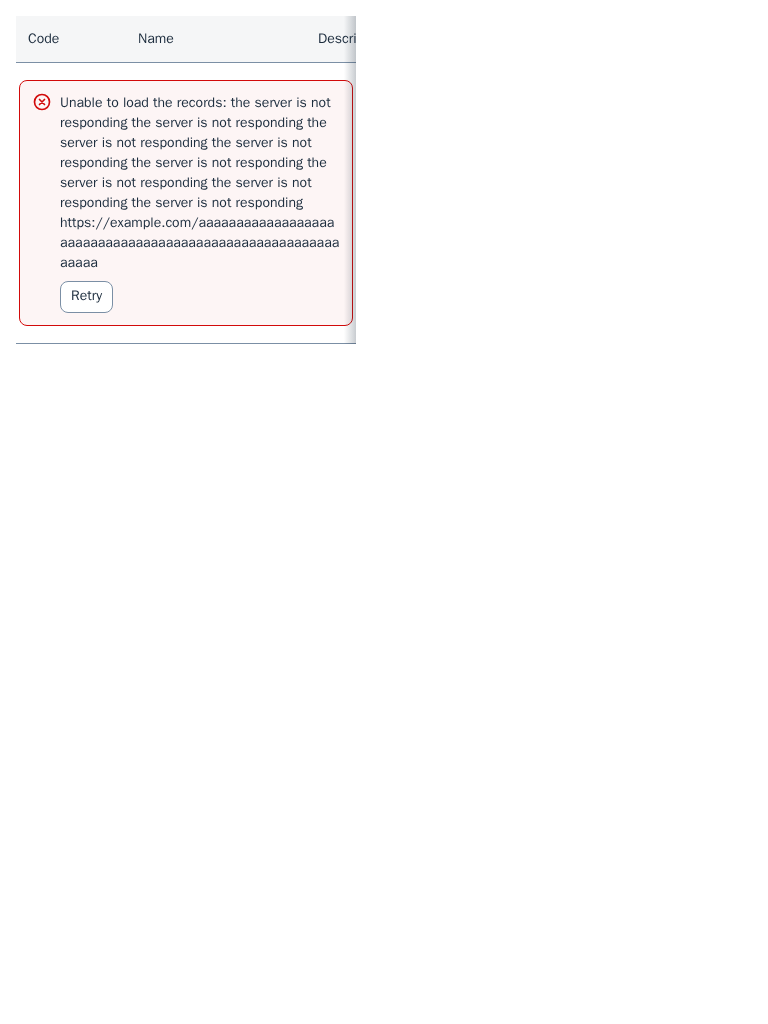 Code Name Descri
Unable to load the records: the server is not
responding the server is not responding the
server is not responding the server is not
responding the server is not responding the
server is not responding the server is not
responding the server is not responding
https://example.com/aaaaaaaaaaaaaaaaaa
aaaaaaaaaaaaaaaaaaaaaaaaaaaaaaaaaaaaa
aaaaa
Retry